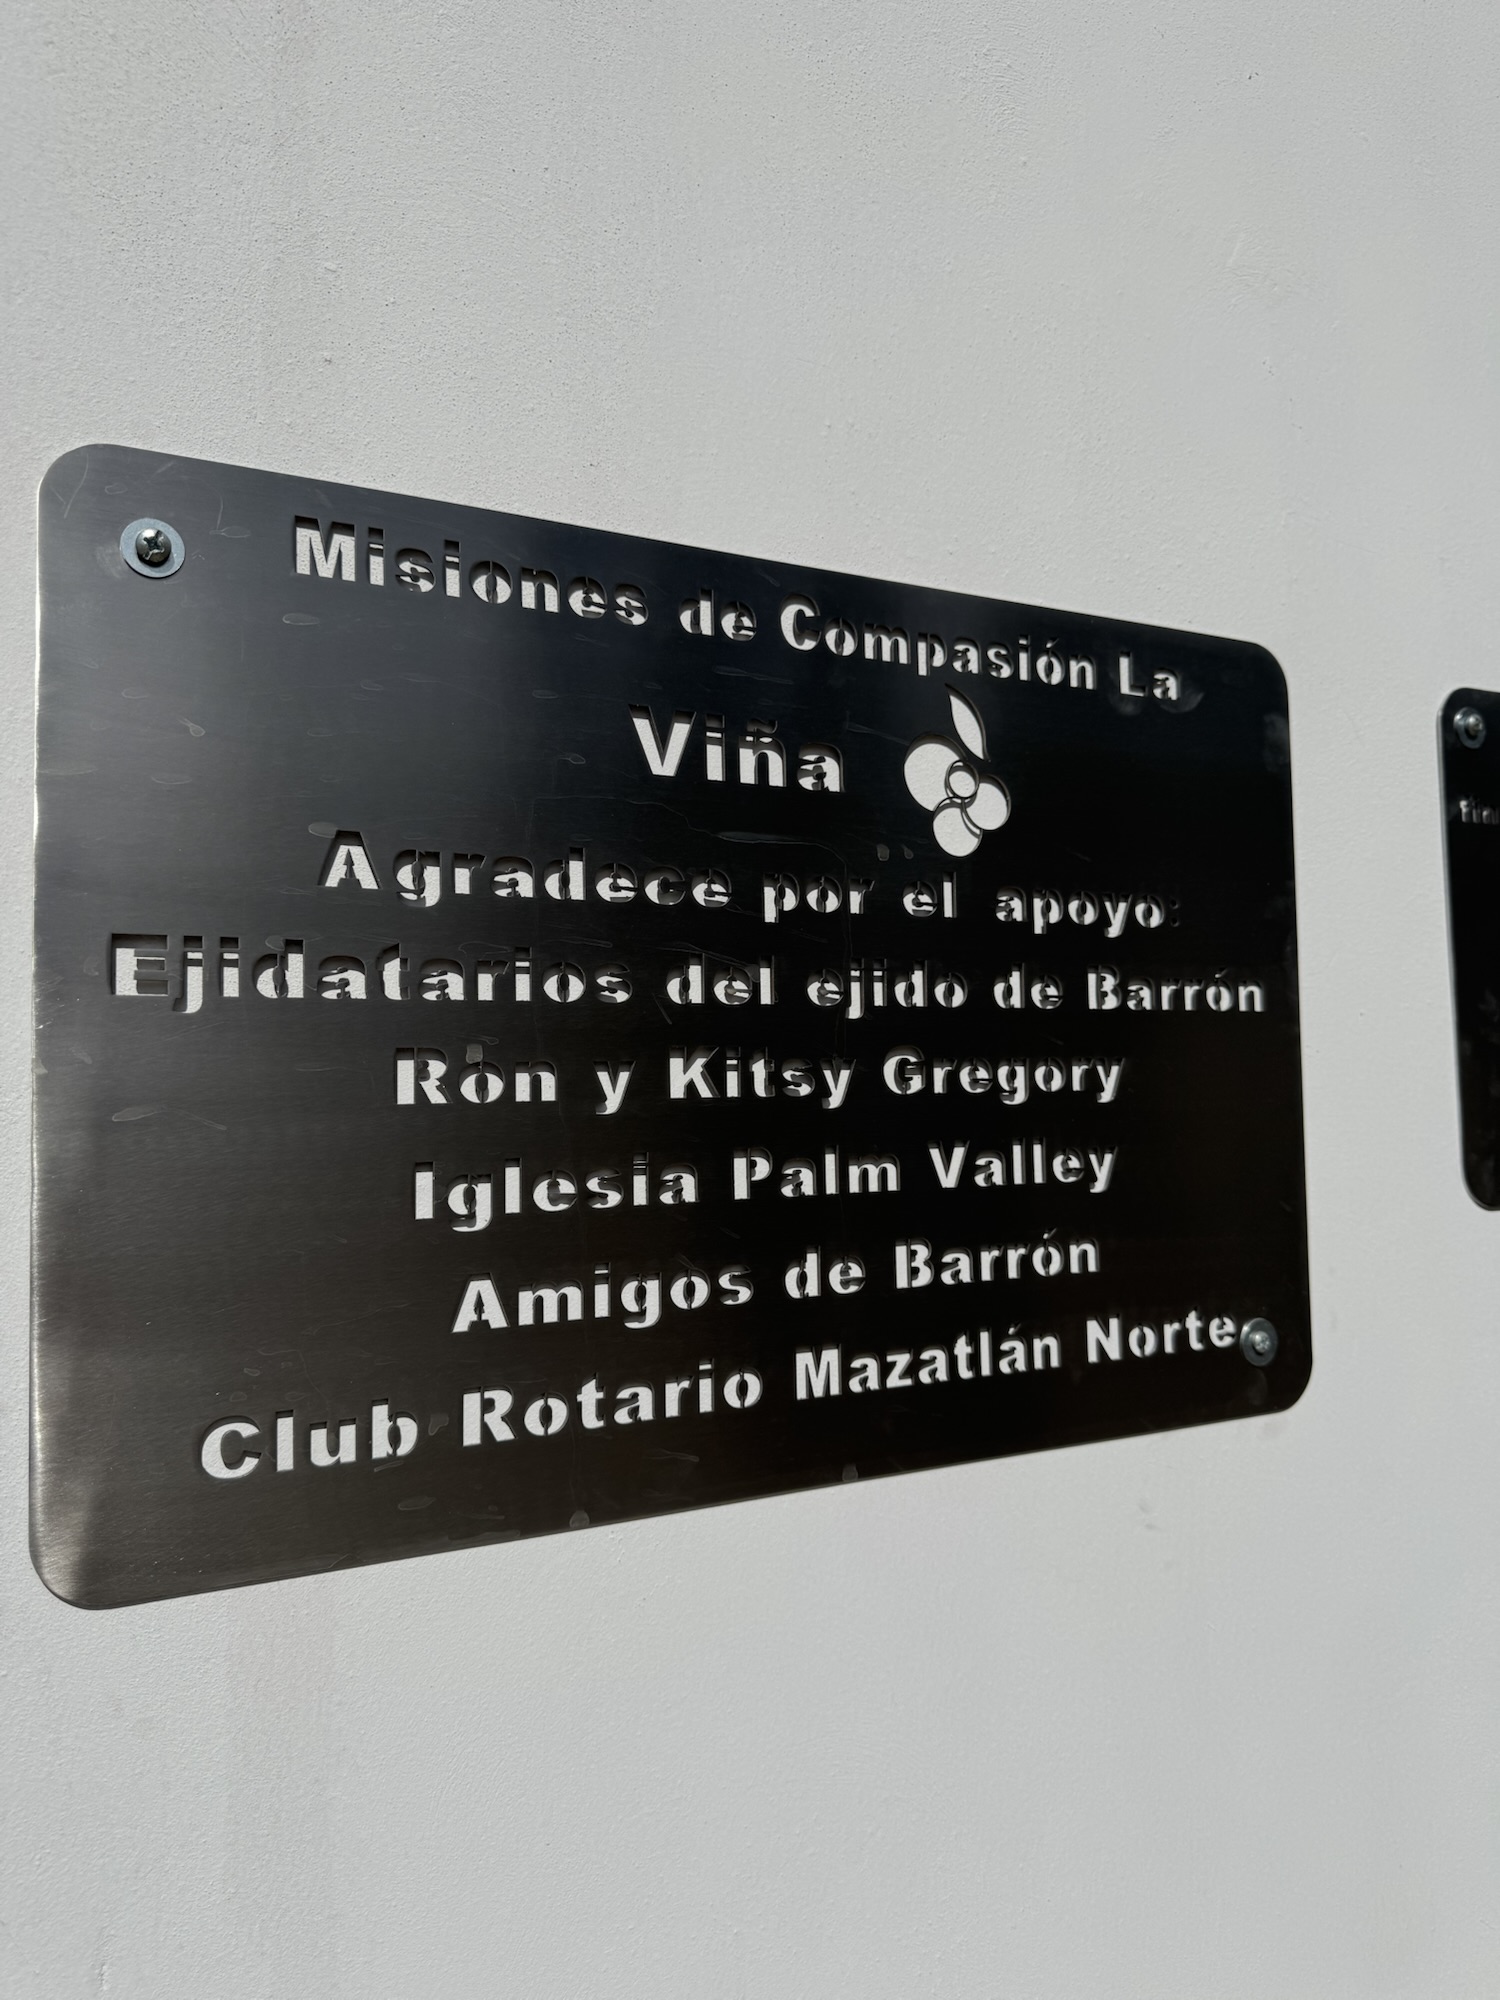 Misiones de Compasión La
Viña
Agradece por el apoyo:
Ejidatarios del ejido de Barrón
Ron y Kitsy Gregory
Iglesia Palm Valley
Amigos de Barrón
Club Rotario Mazatlán Norte